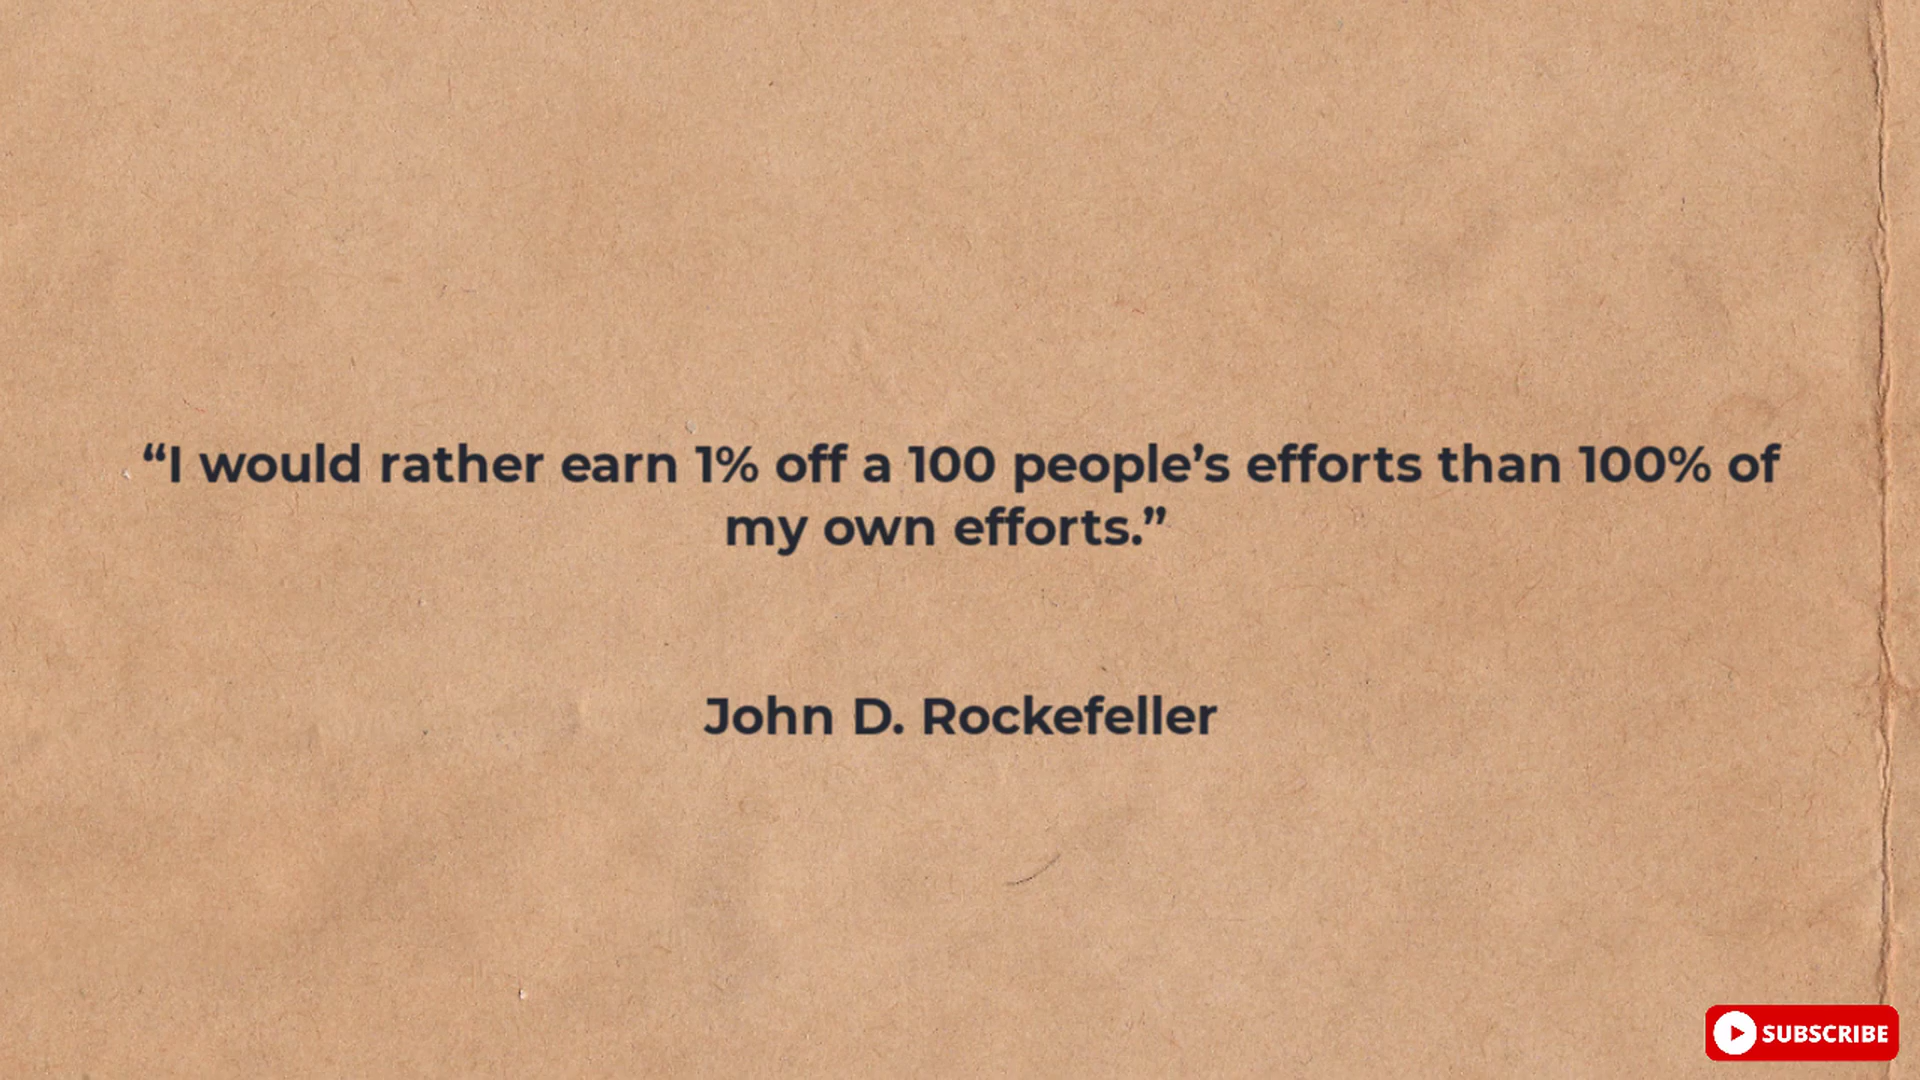 “I would rather earn 1% off a 100 people’s efforts than 100% of
my own efforts.”
John D. Rockefeller
SUBSCRIBE